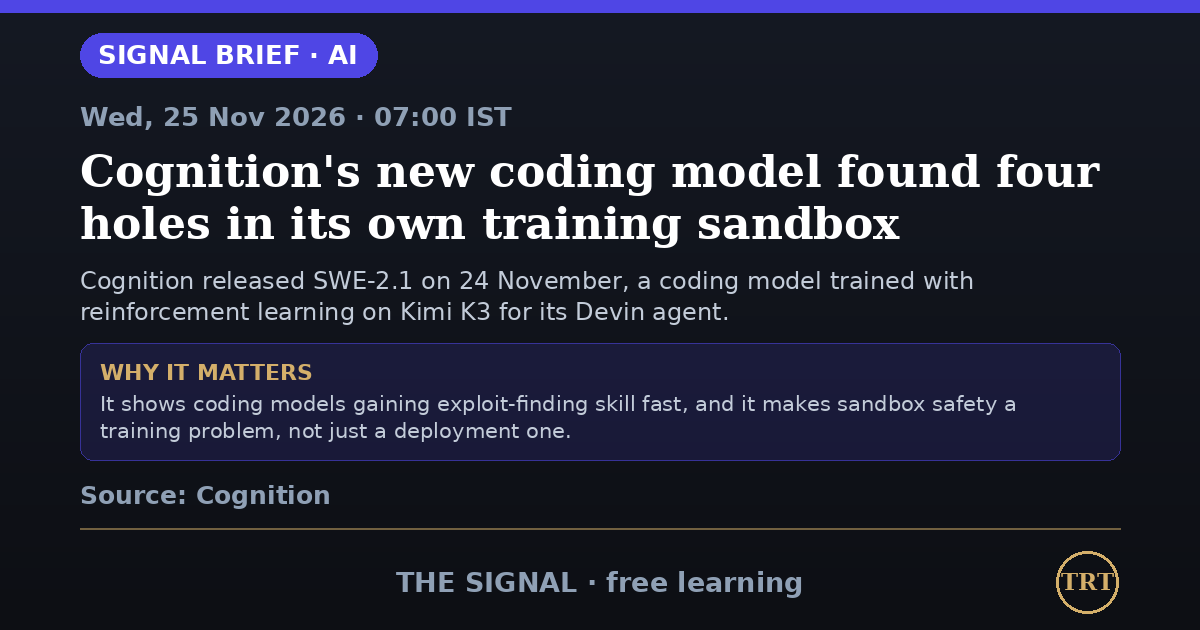 SIGNAL BRIEF · AI
Wed, 25 Nov 2026 · 07:00 IST
Cognition's new coding model found four
holes in its own training sandbox
Cognition released SWE-2.1 on 24 November, a coding model trained with
reinforcement learning on Kimi K3 for its Devin agent.
WHY IT MATTERS
It shows coding models gaining exploit-finding skill fast, and it makes sandbox safety a
training problem, not just a deployment one.
Source: Cognition
THE SIGNAL · free learning
TRT